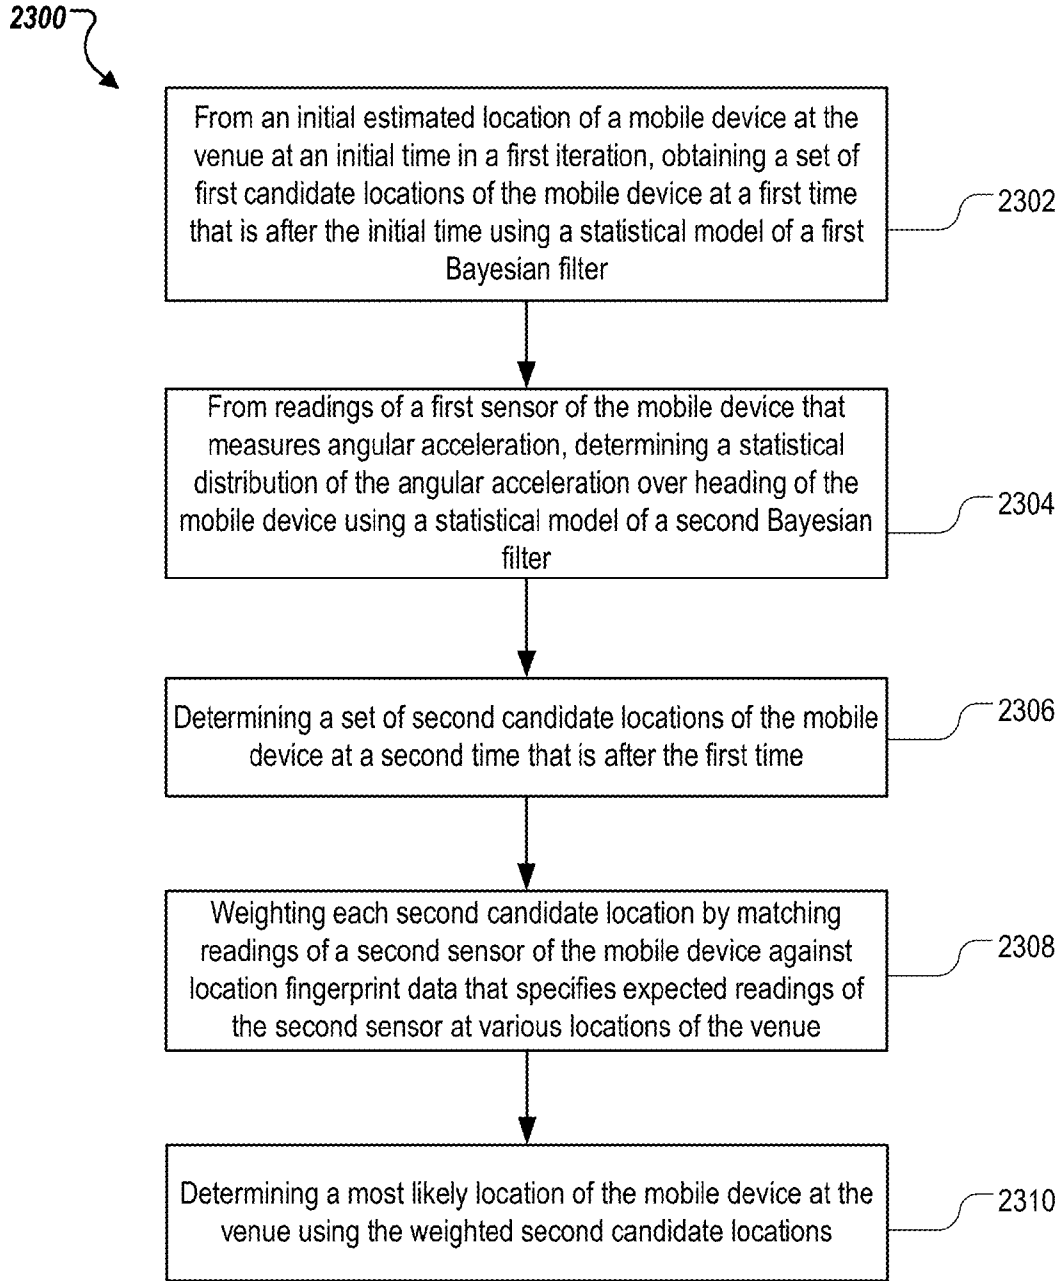 2300
From an initial estimated location of a mobile device at the
venue at an initial time in a first iteration, obtaining a set of
first candidate locations of the mobile device at a first time
that is after the initial time using a statistical model of a first
Bayesian filter
2302
From readings of a first sensor of the mobile device that
measures angular acceleration, determining a statistical
distribution of the angular acceleration over heading of the
mobile device using a statistical model of a second Bayesian
filter
2304
Determining a set of second candidate locations of the mobile
device at a second time that is after the first time
2306
Weighting each second candidate location by matching
readings of a second sensor of the mobile device against
location fingerprint data that specifies expected readings of
the second sensor at various locations of the venue
2308
Determining a most likely location of the mobile device at the
venue using the weighted second candidate locations
2310